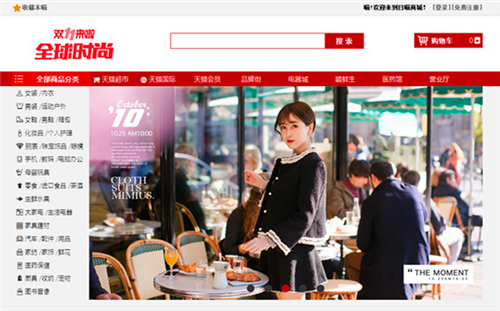 收藏本喵
喵!欢迎来到日喵商城! [登录] [免费注册]
双11来啦
全球时尚
搜 索
购物车 0
全部商品分类 天猫超市 天猫国际 天猫会员 品牌街 电器城 喵鲜生 医药馆 营业厅
女装 /内衣
男装 /运动户外
女鞋 /男鞋 /箱包
化妆品 /个人护理
腕表 /珠宝饰品 /眼镜
手机 /数码 /电脑办公
母婴玩具
零食 /进口食品 /茶酒
生鲜水果
大家电 /生活电器
家具建材
汽车 /配件 /用品
家纺 /家饰 /鲜花
医药保健
厨具 /收纳 /宠物
图书音像
October
'10
10.25 AM10:00
CLOTH
SUITS
MIMIUS.
THE MOMENT